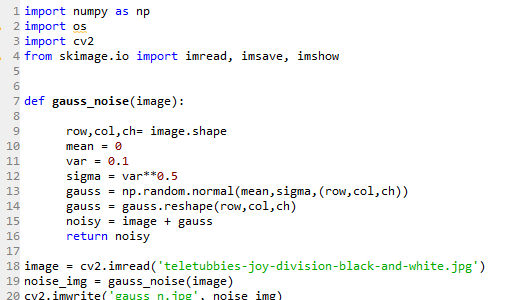 1 import numpy as np
2 import os
3 import cv2
4 from skimage.io import imread, imsave, imshow
5
6
7 def gauss_noise(image):
8
9 row,col,ch= image.shape
10 mean = 0
11 var = 0.1
12 sigma = var**0.5
13 gauss = np.random.normal(mean,sigma,(row,col,ch))
14 gauss = gauss.reshape(row,col,ch)
15 noisy = image + gauss
16 return noisy
17
18 image = cv2.imread('teletubbies-joy-division-black-and-white.jpg')
19 noise_img = gauss_noise(image)
20 cv2.imwrite('gauss_n.jpg', noise_img)